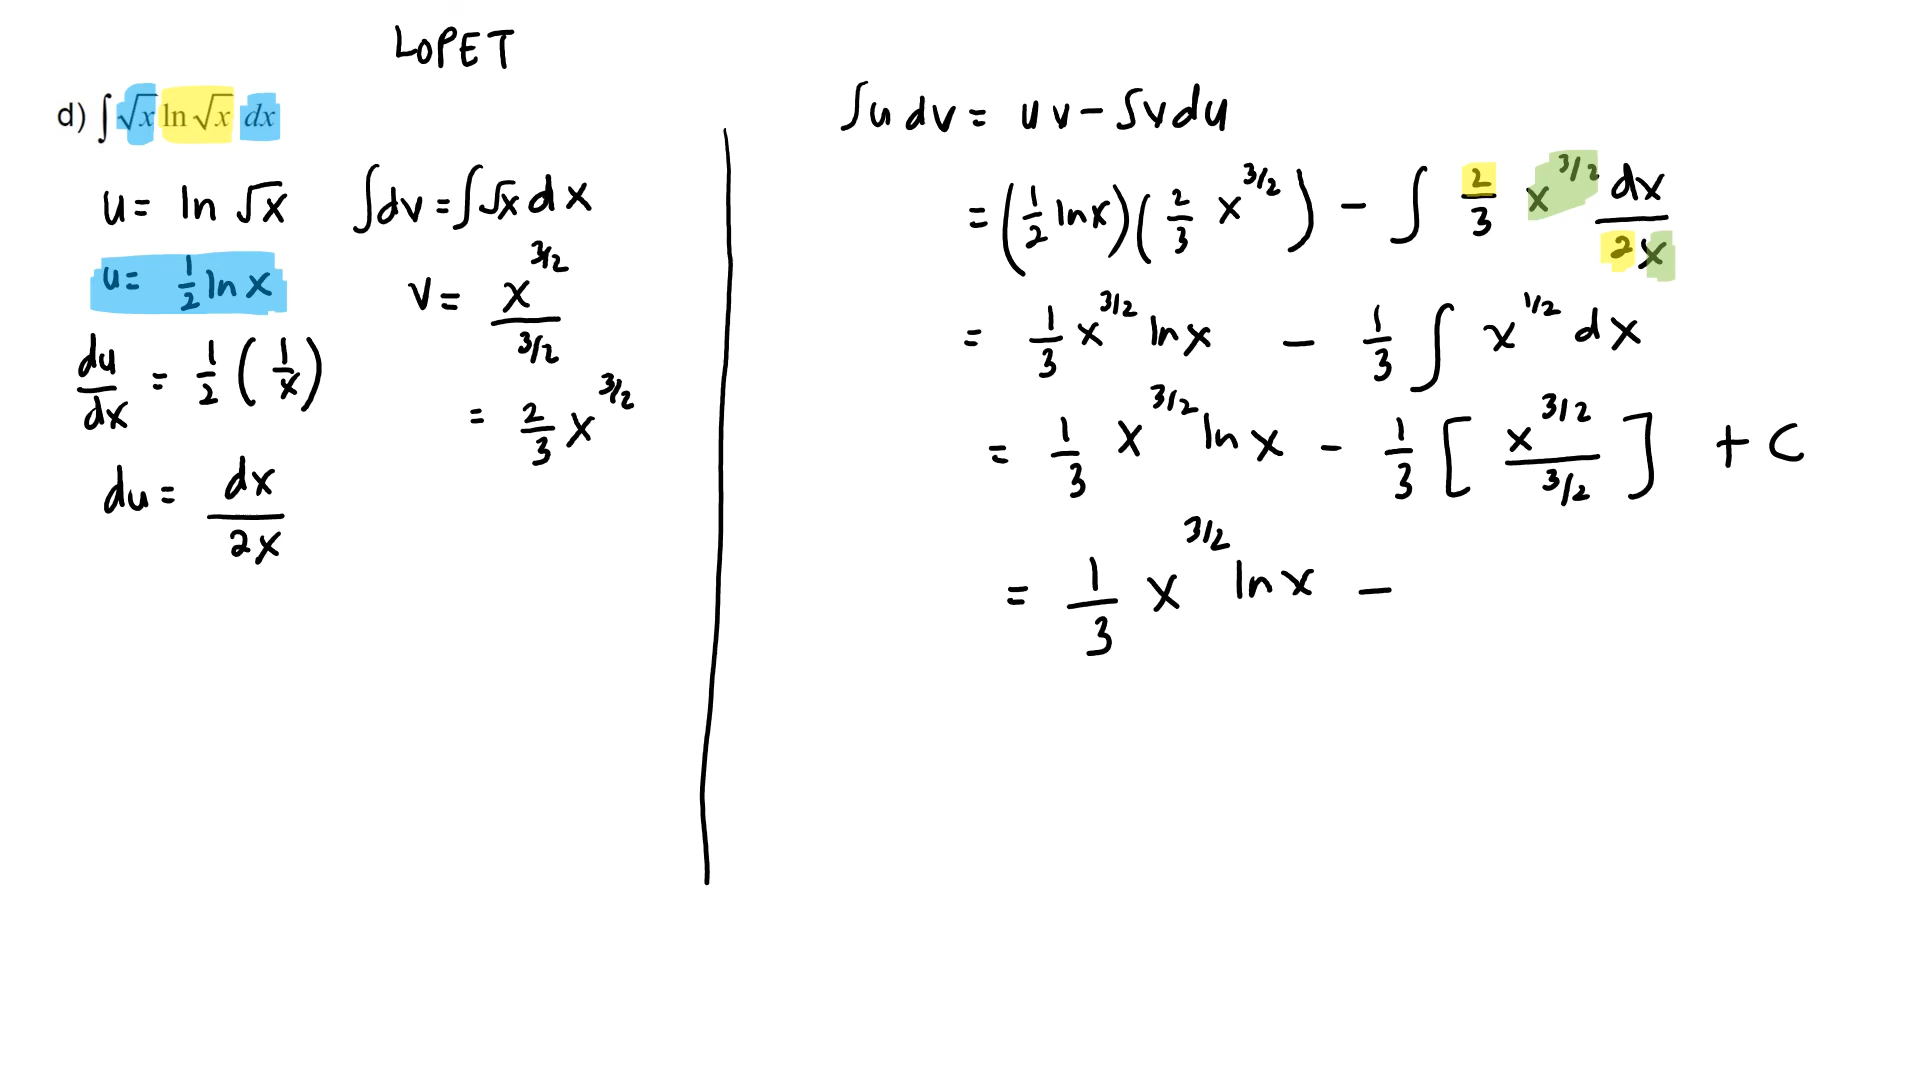 LOPET
d) ∫ √x ln √x dx
u = ln √x
u = 1/2 ln x
du/dx = 1/2 (1/x)
du = dx/2x
∫dv = ∫√x dx
v = x^3/2 / 3/2
= 2/3 x^3/2
∫u dv = uv - ∫v du
= (1/2 ln x)(2/3 x^3/2) - ∫ 2/3 x^3/2 dx/2x
= 1/3 x^3/2 ln x - 1/3 ∫ x^1/2 dx
= 1/3 x^3/2 ln x - 1/3 [x^3/2 / 3/2] + C
= 1/3 x^3/2 ln x -